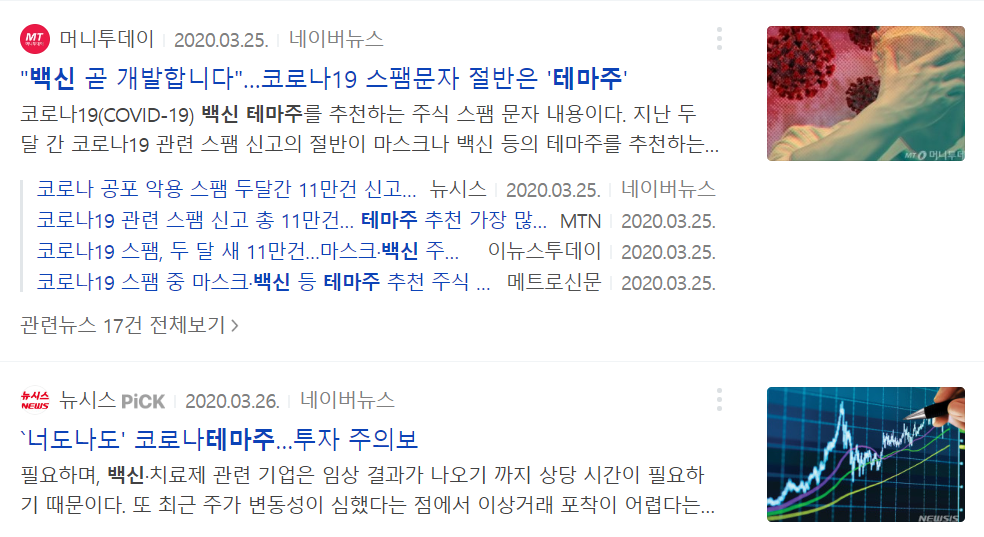 MT
머니투데이
머니투데이 2020.03.25. 네이버뉴스
"백신 곧 개발합니다"...코로나19 스팸문자 절반은 '테마주'
코로나19(COVID-19) 백신 테마주를 추천하는 주식 스팸 문자 내용이다. 지난 두
달 간 코로나19 관련 스팸 신고의 절반이 마스크나 백신 등의 테마주를 추천하는...
MT 머니투데
코로나 공포 악용 스팸 두달간 11만건 신고... 뉴시스 2020.03.25. 네이버뉴스
코로나19 관련 스팸 신고 총 11만건... 테마주 추천 가장 많... MTN 2020.03.25.
코로나19 스팸, 두 달 새 11만건...마스크·백신 주... 이뉴스투데이 2020.03.25.
코로나19 스팸 중 마스크·백신 등 테마주 추천 주식 ... 메트로신문 2020.03.25.
관련뉴스 17건 전체보기 >
뉴시스
NEWS
뉴시스 PiCK 2020.03.26. 네이버뉴스
`너도나도' 코로나테마주...투자 주의보
필요하며, 백신·치료제 관련 기업은 임상 결과가 나오기 까지 상당 시간이 필요하
기 때문이다. 또 최근 주가 변동성이 심했다는 점에서 이상거래 포착이 어렵다는...
NEWSIS